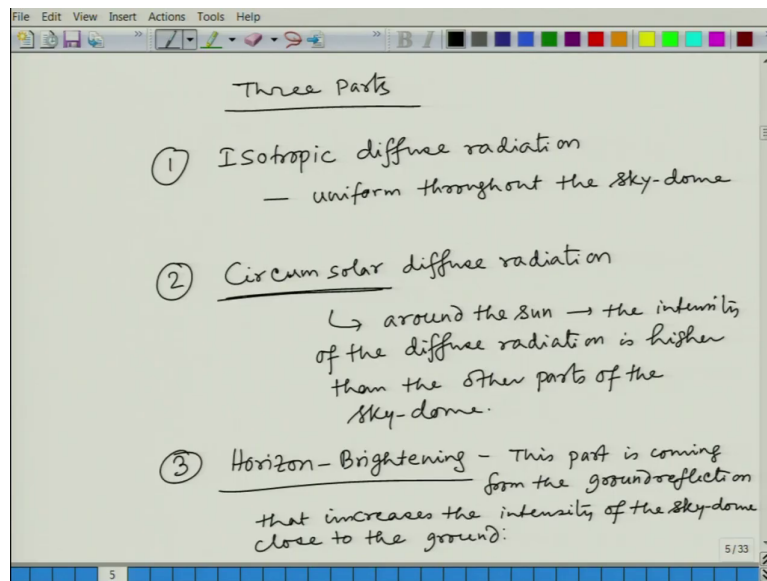 File Edit View Insert Actions Tools Help
Three Parts
1 Isotropic diffuse radiation
— uniform throughout the sky-dome
2 Circum solar diffuse radiation
↳ around the sun → the intensity
of the diffuse radiation is higher
than the other parts of the
sky-dome.
3 Horizon-Brightening - This part is coming
from the ground reflection
that increases the intensity of the sky-dome
close to the ground.
5/33
5